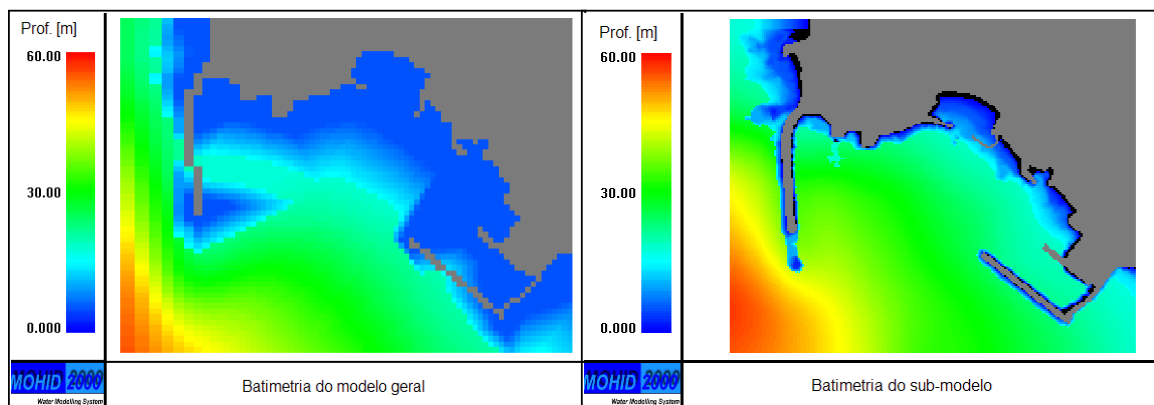 Prof. [m]
60.00
30.00
0.000
MOHID 2000
Water Modelling System
Batimetria do modelo geral
Prof. [m]
60.00
30.00
0.000
MOHID 2000
Water Modelling System
Batimetria do sub-modelo